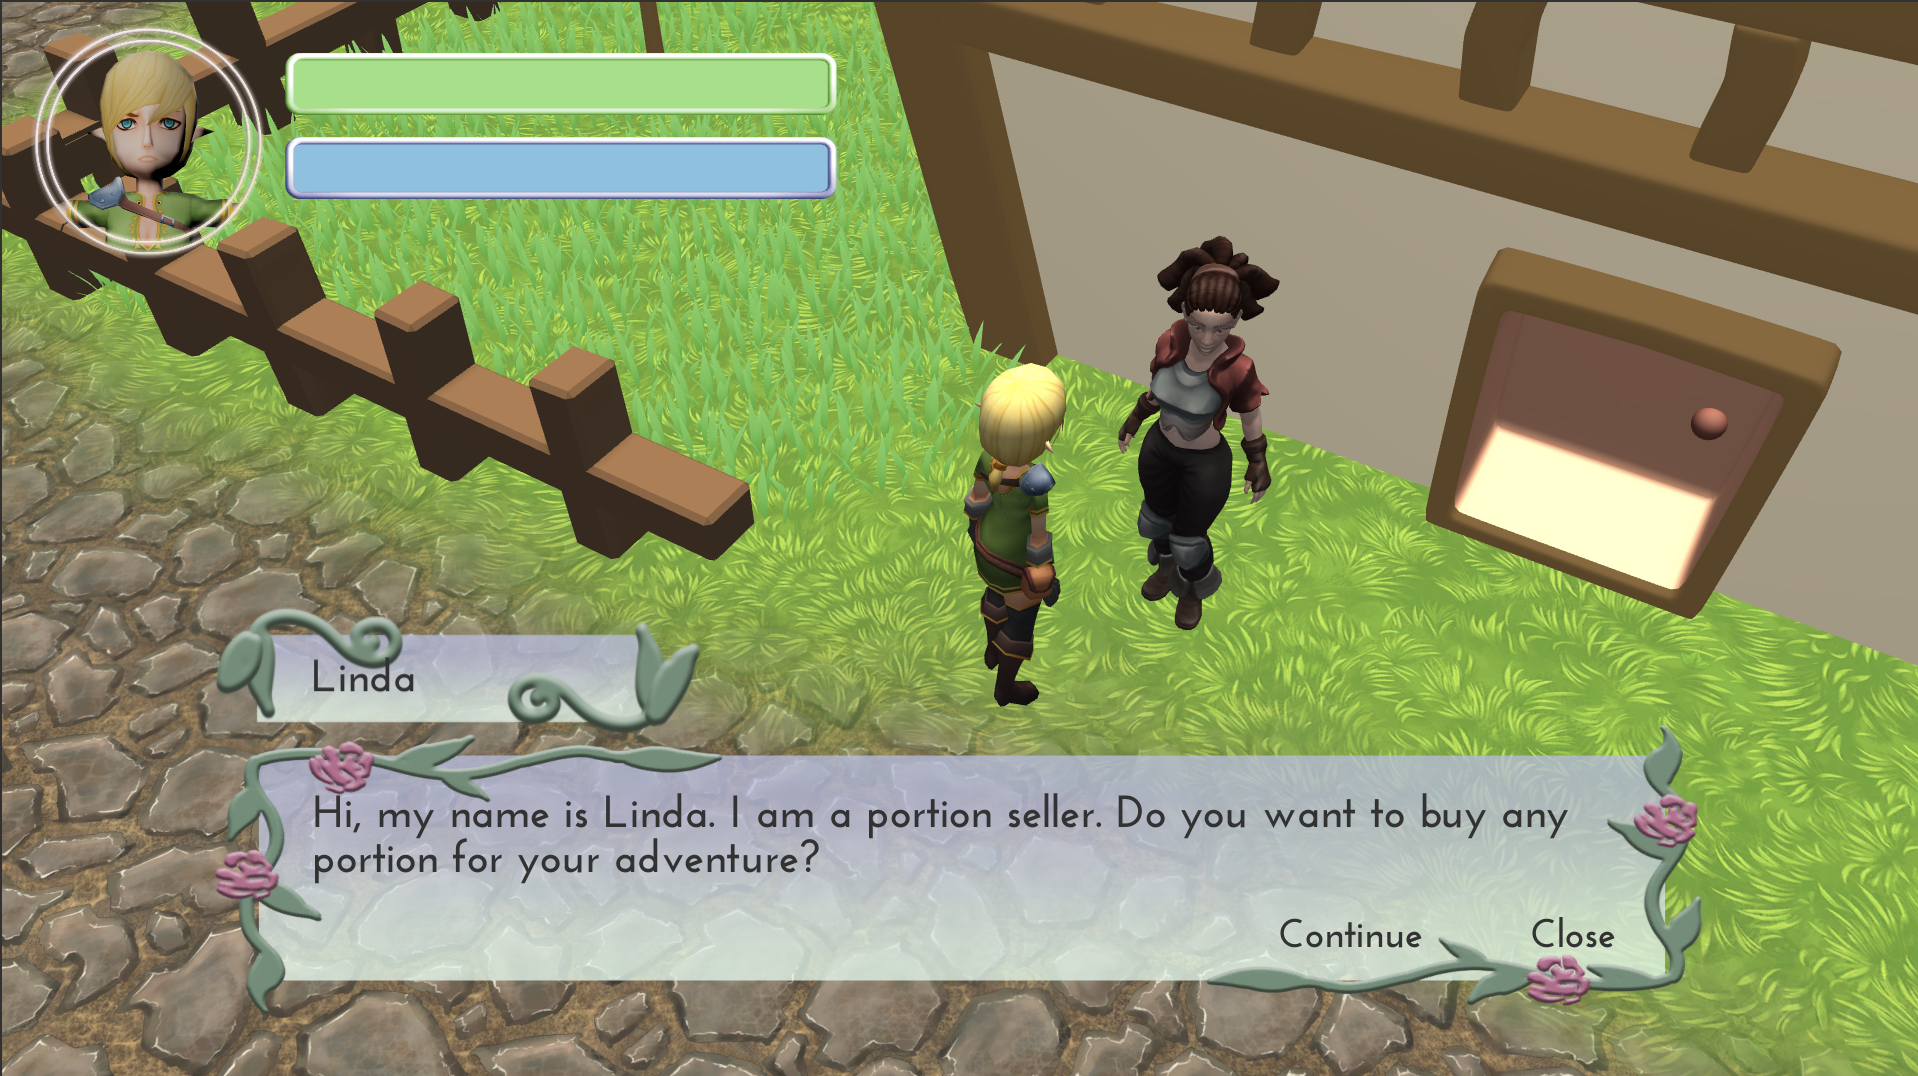 Linda
Hi, my name is Linda. I am a portion seller. Do you want to buy any
portion for your adventure?
Continue Close